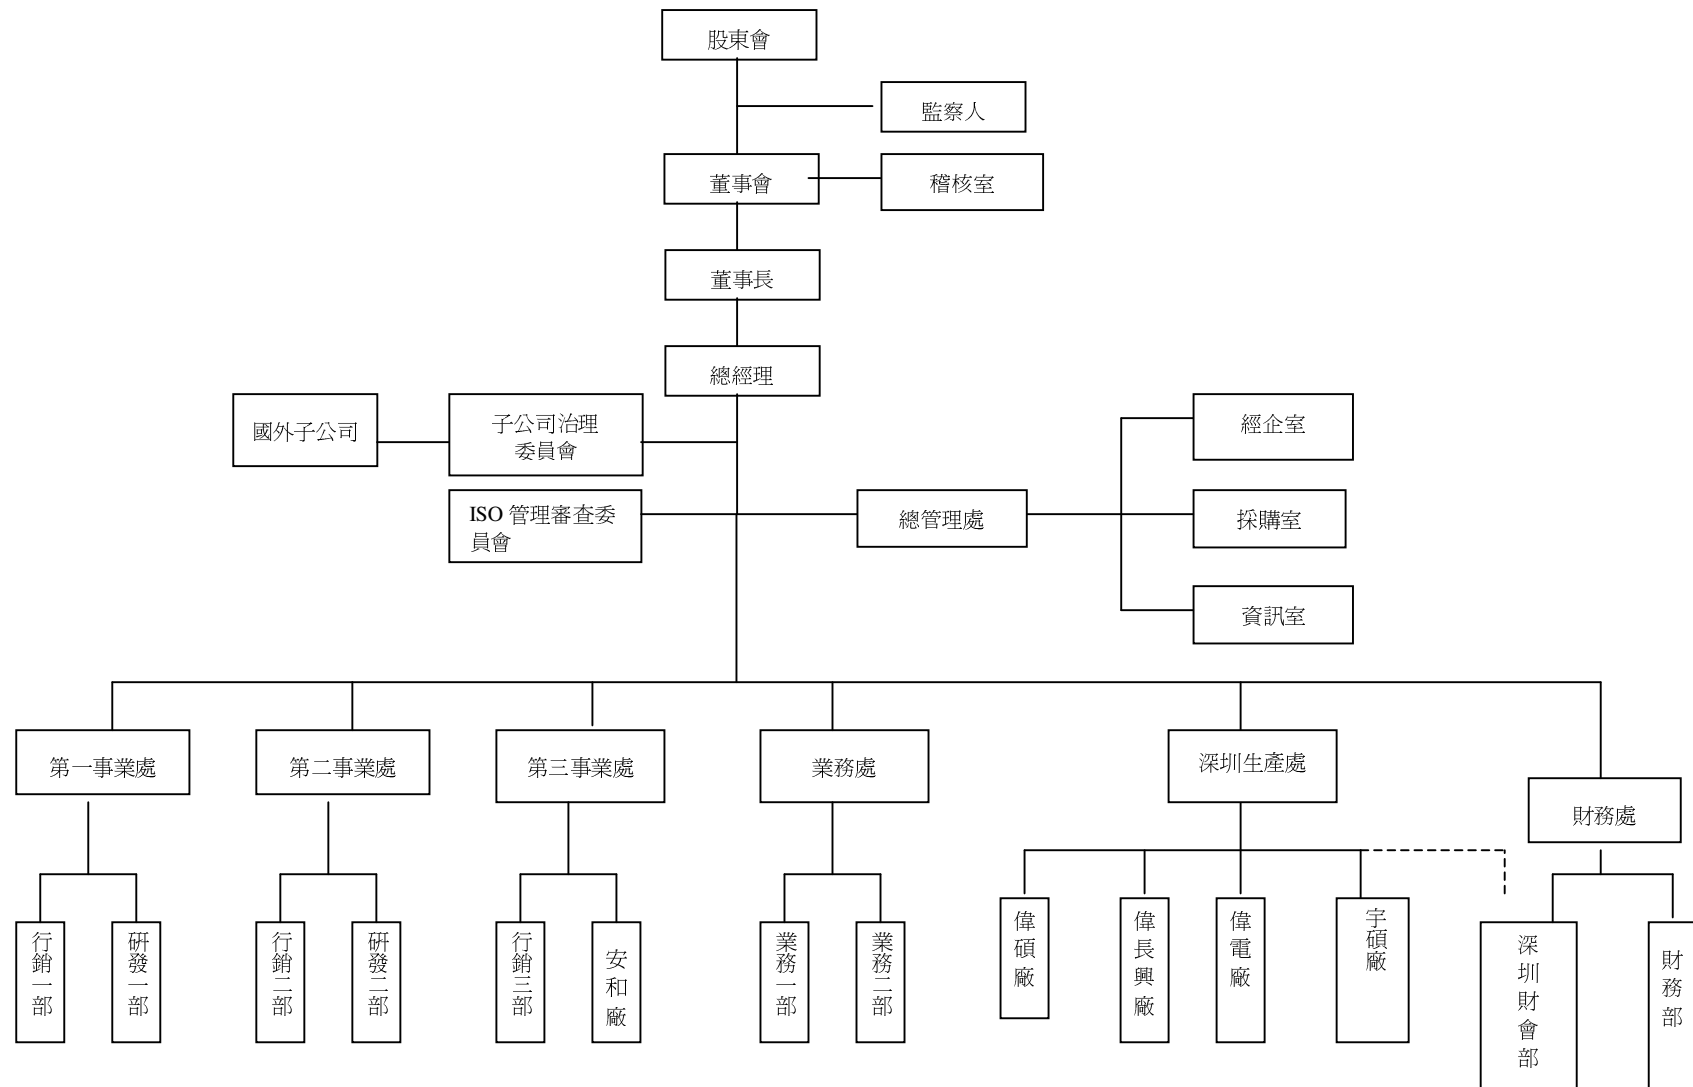 股東會
監察人
董事會
稽核室
董事長
總經理
國外子公司
子公司治理
委員會
經企室
ISO 管理審查委
員會
總管理處
採購室
資訊室
第一事業處
第二事業處
第三事業處
業務處
深圳生產處
財務處
行銷一部
研發一部
行銷二部
研發二部
行銷三部
安和廠
業務一部
業務二部
偉碩廠
偉長興廠
偉電廠
宇碩廠
深圳財會部
財務部